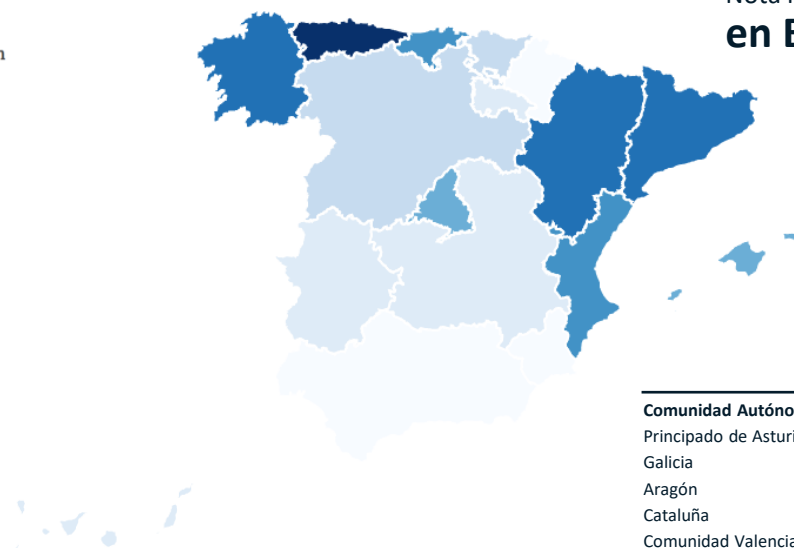 en
Comunidad Autóno
Principado de Asturi
Galicia
Aragón
Cataluña
Comunidad Valencia